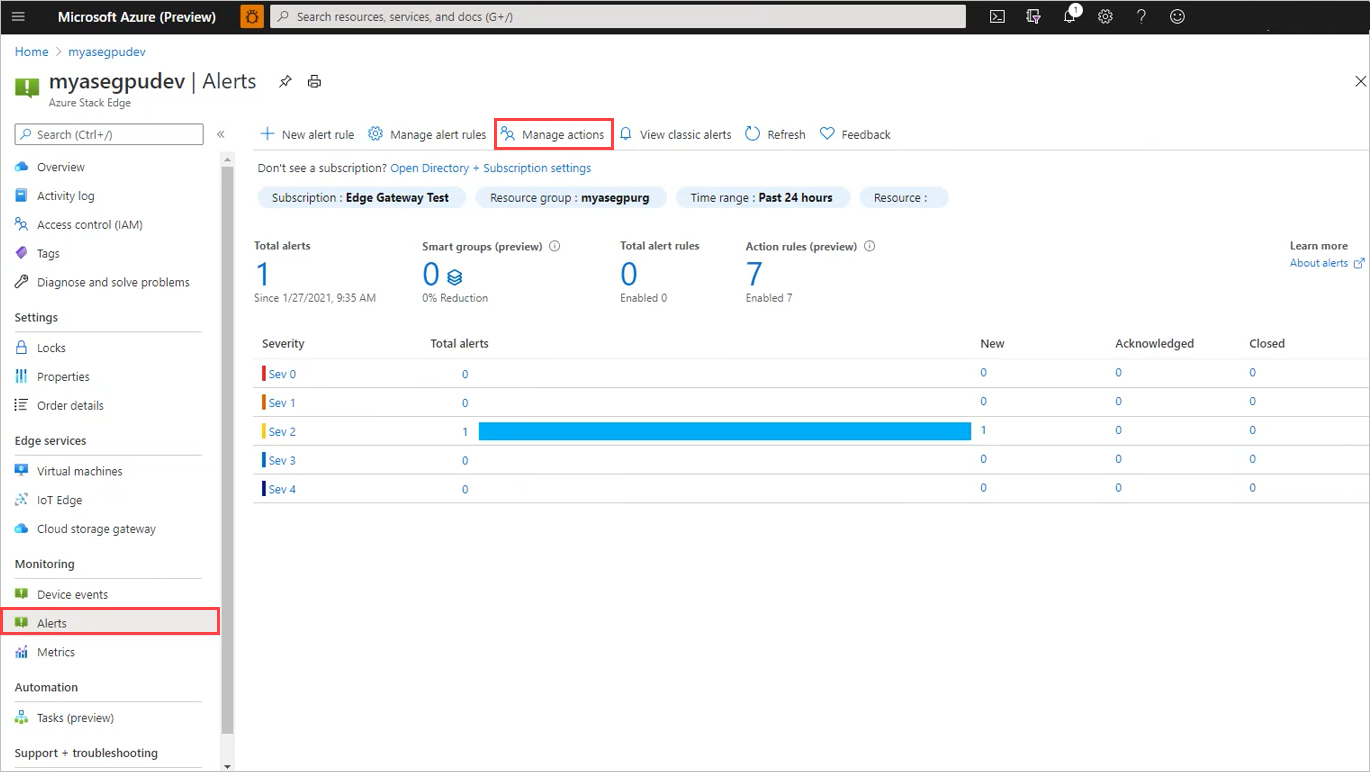 Microsoft Azure (Preview)
Search resources, services, and docs (G+/)
1
Home > myasegpudev
myasegpudev | Alerts
Azure Stack Edge
Search (Ctrl+/)
«
Overview
Activity log
Access control (IAM)
Tags
Diagnose and solve problems
Settings
Locks
Properties
Order details
Edge services
Virtual machines
IoT Edge
Cloud storage gateway
Monitoring
Device events
Alerts
Metrics
Automation
Tasks (preview)
Support + troubleshooting
New alert rule Manage alert rules Manage actions View classic alerts Refresh Feedback
Don't see a subscription? Open Directory + Subscription settings
Subscription : Edge Gateway Test Resource group : myasegpurg Time range : Past 24 hours Resource :
Total alerts Smart groups (preview) Total alert rules Action rules (preview)
1 0 0 7
Since 1/27/2021, 9:35 AM 0% Reduction Enabled 0 Enabled 7
Learn more
About alerts
Severity Total alerts New Acknowledged Closed
Sev 0 0 0 0 0
Sev 1 0 0 0 0
Sev 2 1 1 0 0
Sev 3 0 0 0 0
Sev 4 0 0 0 0